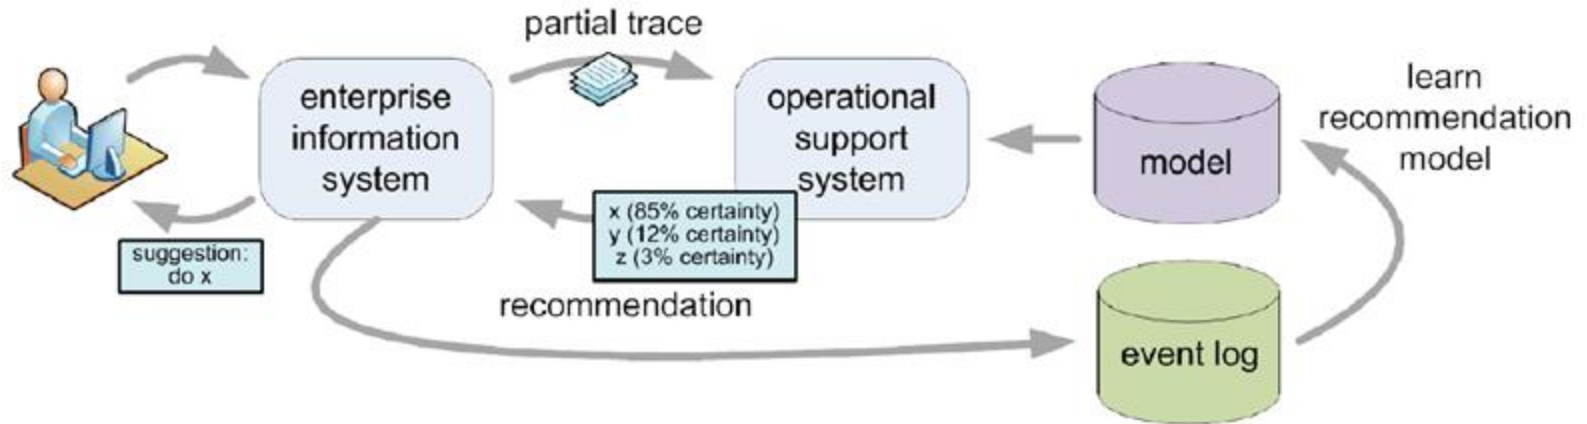 partial trace
enterprise
information
system
operational
support
system
model
learn
recommendation
model
suggestion:
do x
x (85% certainty)
y (12% certainty)
z (3% certainty)
recommendation
event log